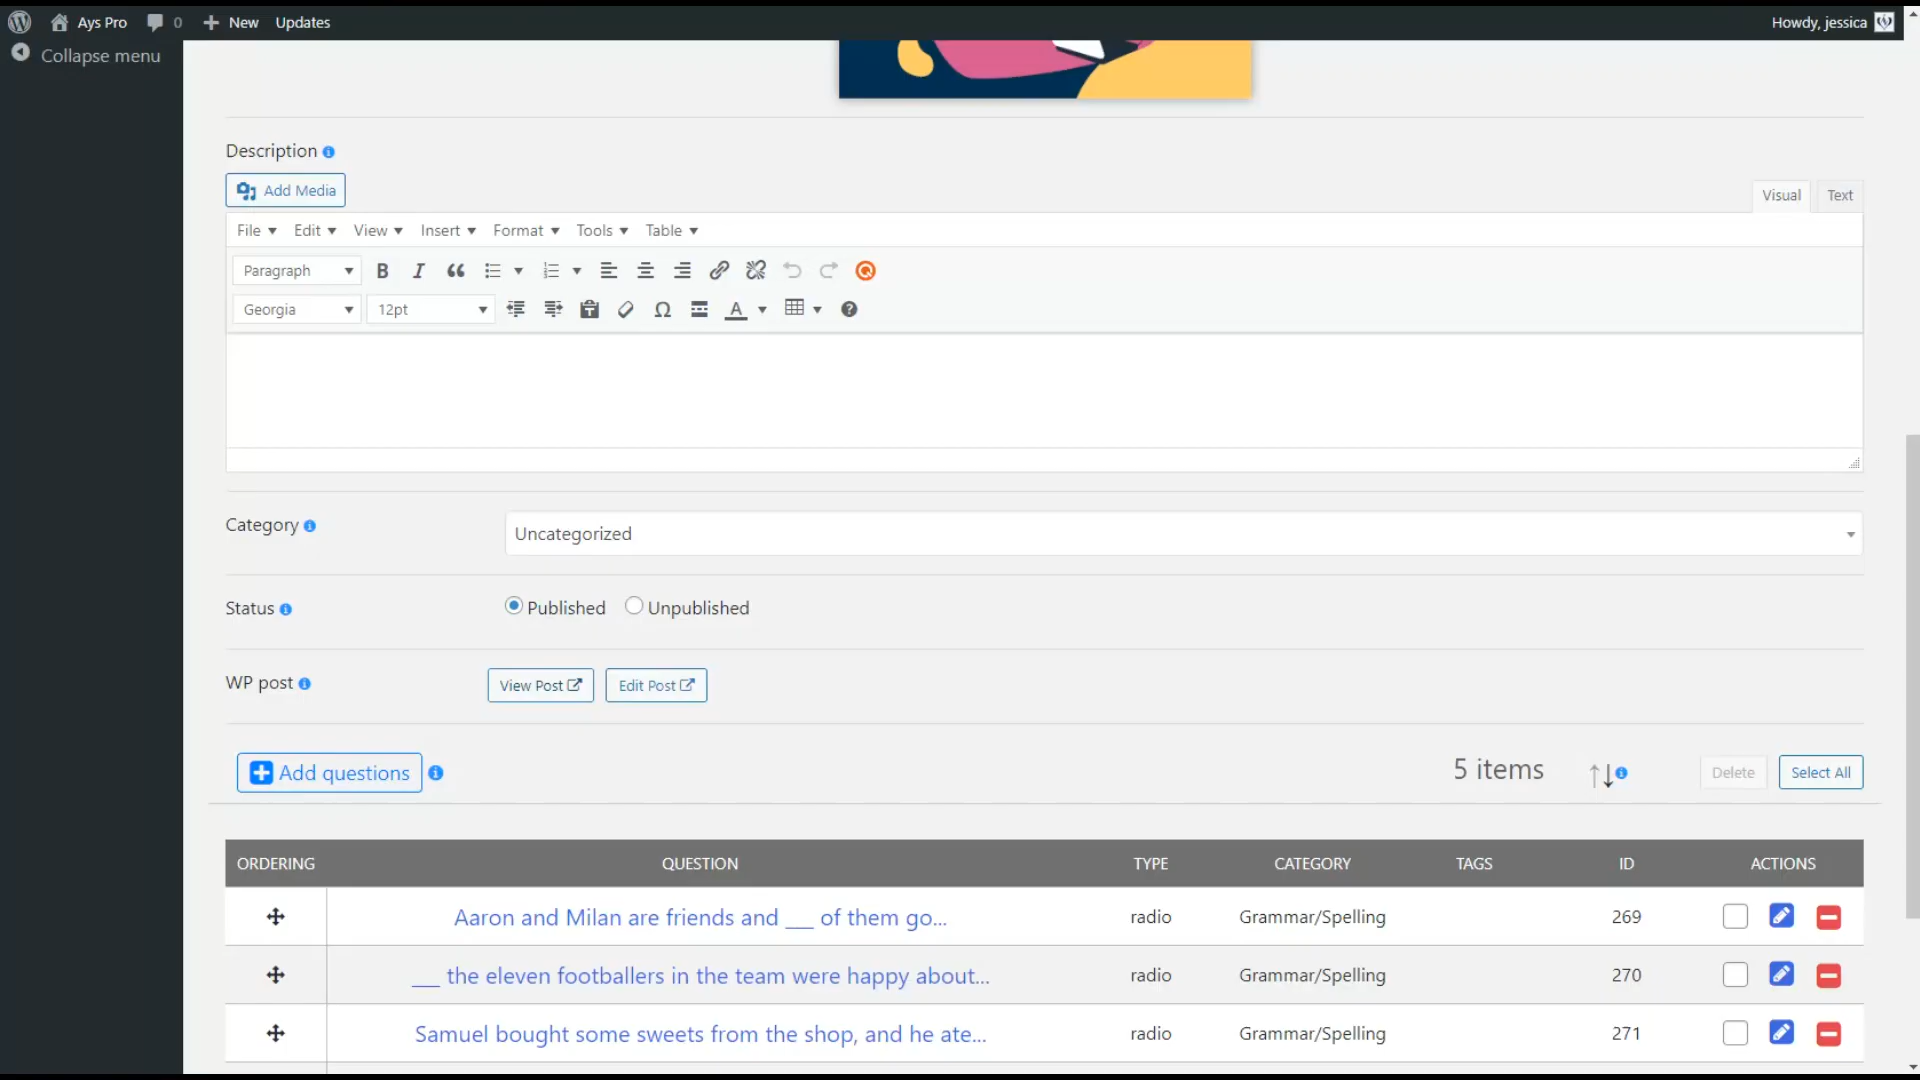 Ays Pro 0 New Updates Howdy, jessica
Collapse menu
Description
Add Media Visual Text
File Edit View Insert Format Tools Table
Paragraph
Georgia 12pt
Category Uncategorized
Status Published Unpublished
WP post View Post Edit Post
Add questions 5 items Delete Select All
ORDERING QUESTION TYPE CATEGORY TAGS ID ACTIONS
Aaron and Milan are friends and ___ of them go... radio Grammar/Spelling 269
___ the eleven footballers in the team were happy about... radio Grammar/Spelling 270
Samuel bought some sweets from the shop, and he ate... radio Grammar/Spelling 271